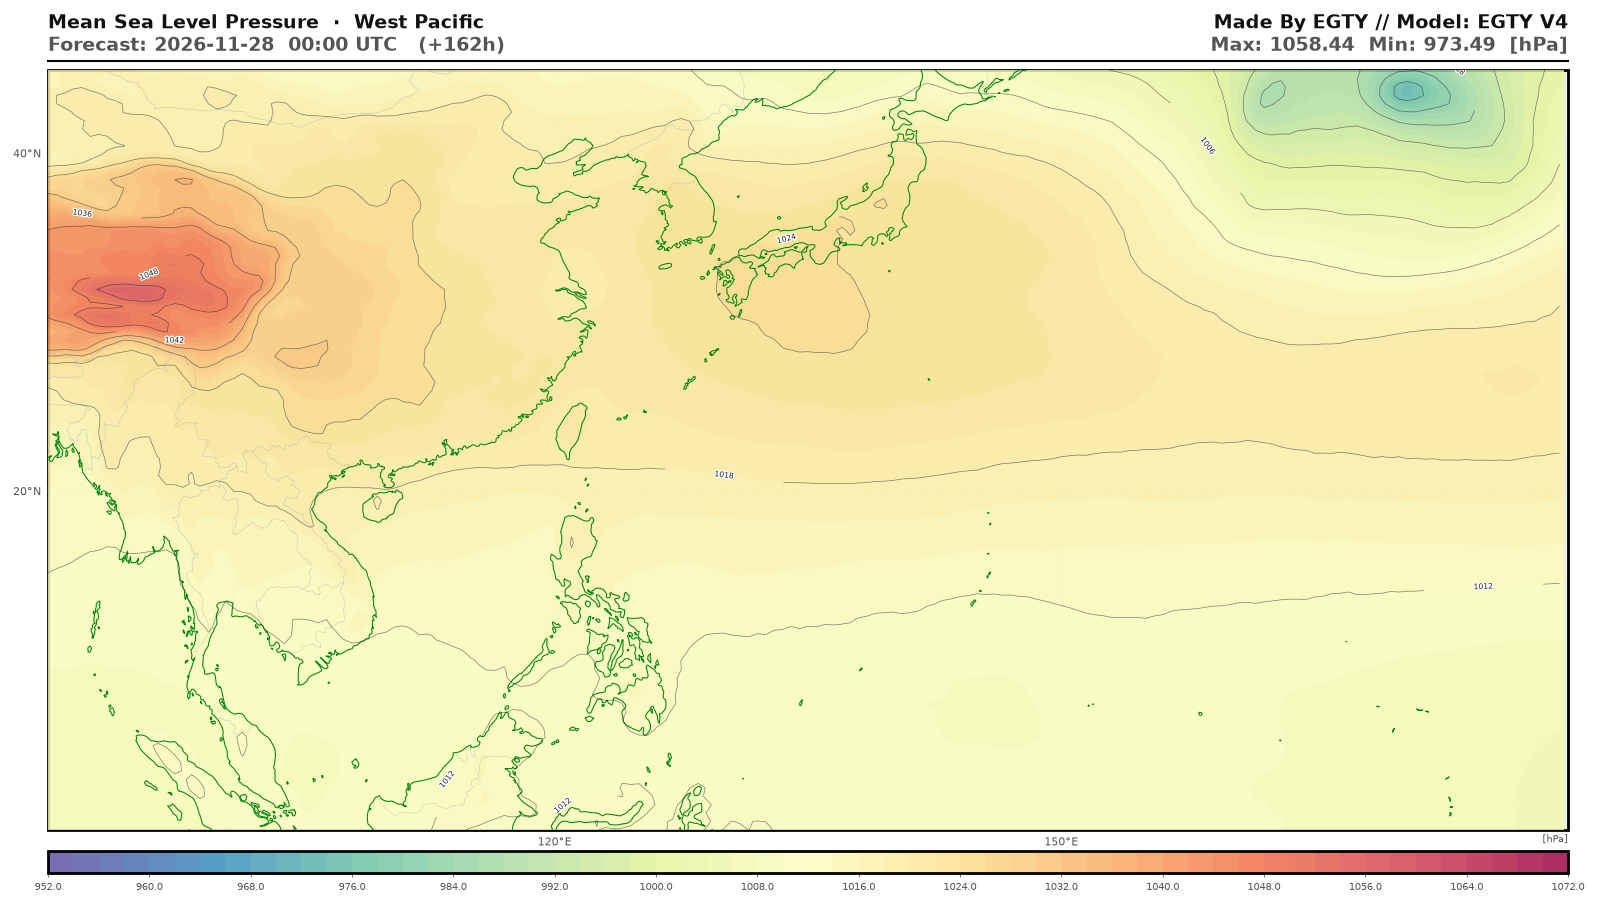 Mean Sea Level Pressure · West Pacific
Made By EGTY // Model: EGTY V4
Forecast: 2026-11-28 00:00 UTC (+162h)
Max: 1058.44 Min: 973.49 [hPa]
40°N
1006
1036
1024
1048
1042
20°N
1018
1012
1012
1012
120°E
150°E
[hPa]
952.0 960.0 968.0 976.0 984.0 992.0 1000.0 1008.0 1016.0 1024.0 1032.0 1040.0 1048.0 1056.0 1064.0 1072.0